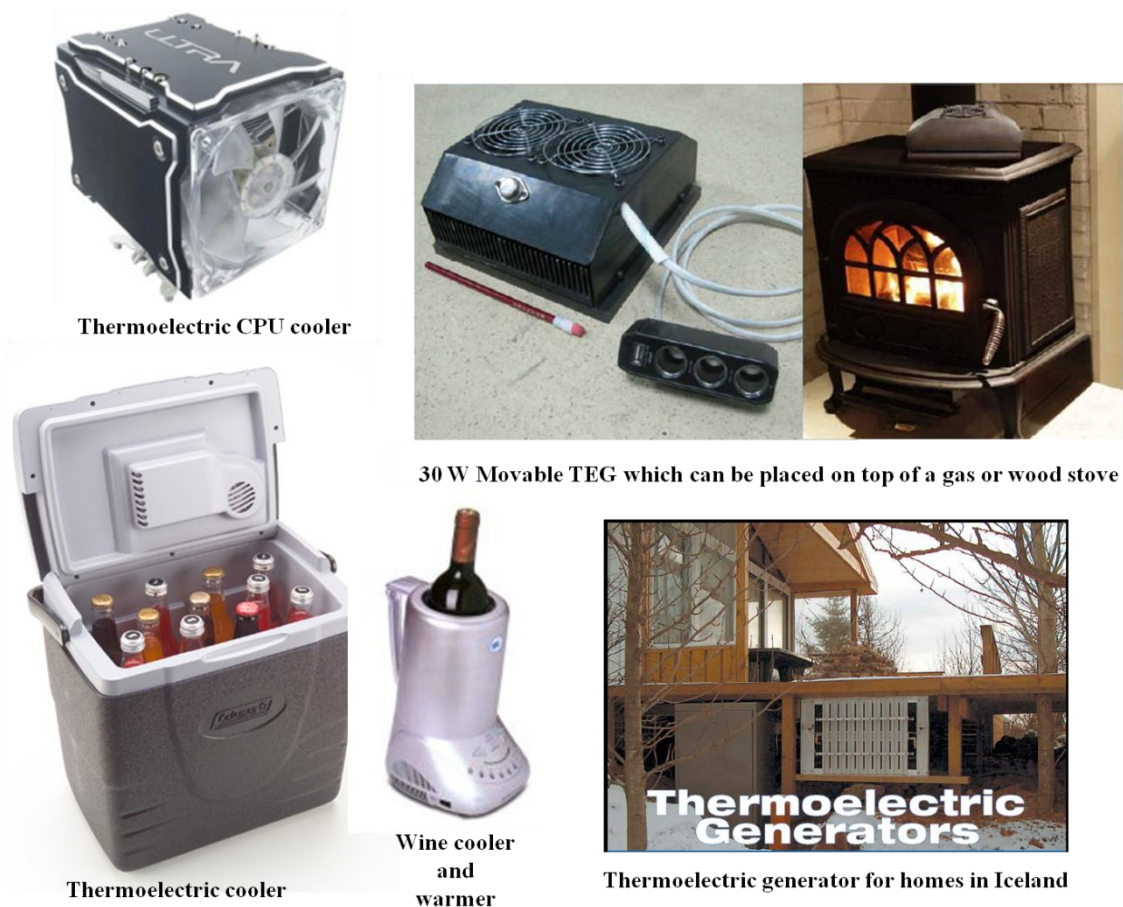 ULTRA
Thermoelectric CPU cooler
30 W Movable TEG which can be placed on top of a gas or wood stove
Coleman
Thermoelectric cooler
Wine cooler
and
warmer
Thermoelectric
Generators
Thermoelectric generator for homes in Iceland